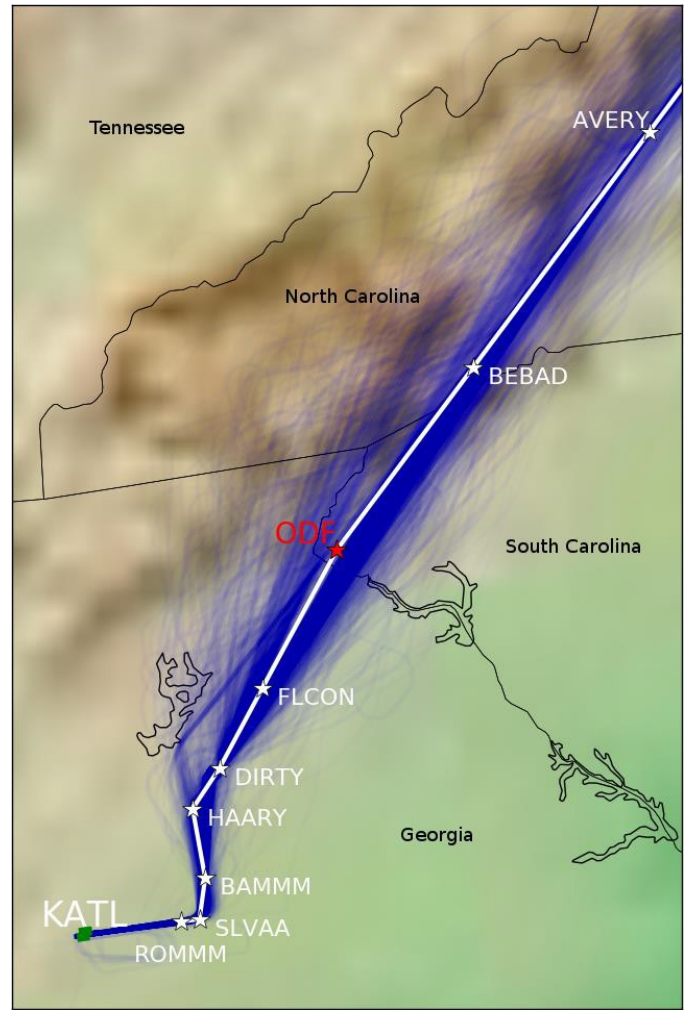 AVERY
Tennessee
North Carolina
BEBAD
ODF
South Carolina
FLCON
DIRTY
HAARY
Georgia
BAMMM
KATL
SLVAA
ROMMM